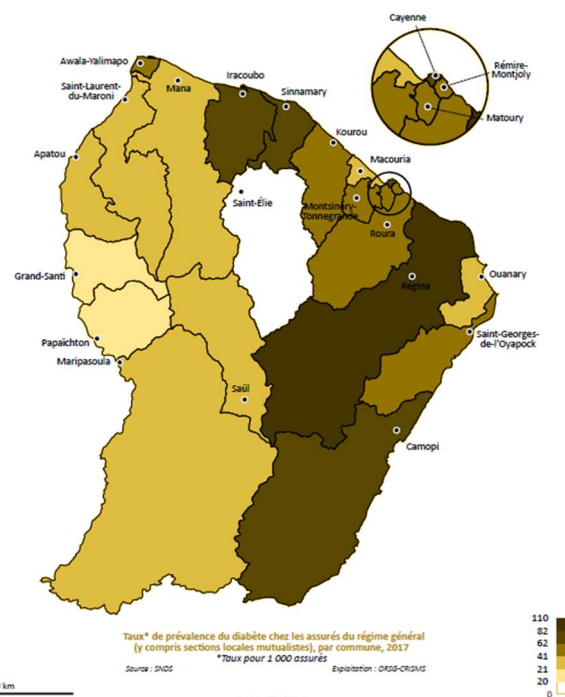 Cayenne
Awala-Yalimapo
Rémire-
Montjoly
Saint-Laurent-
du-Maroni
Mana
Iracoubo
Sinnamary
Matoury
Kourou
Apatou
Macouria
Saint-Élie
Montsinéry-
Tonnegrande
Roura
Grand-Santi
Régina
Ouanary
Papaïchton
Saint-Georges-
de-l'Oyapock
Maripasoula
Saül
Camopi
Taux* de prévalence du diabète chez les assurés du régime général
(y compris sections locales mutualistes), par commune, 2017
*Taux pour 1 000 assurés
Source : SNDS
Exploitation : ORSG-CRISMS
110
82
62
41
21
20
0
km